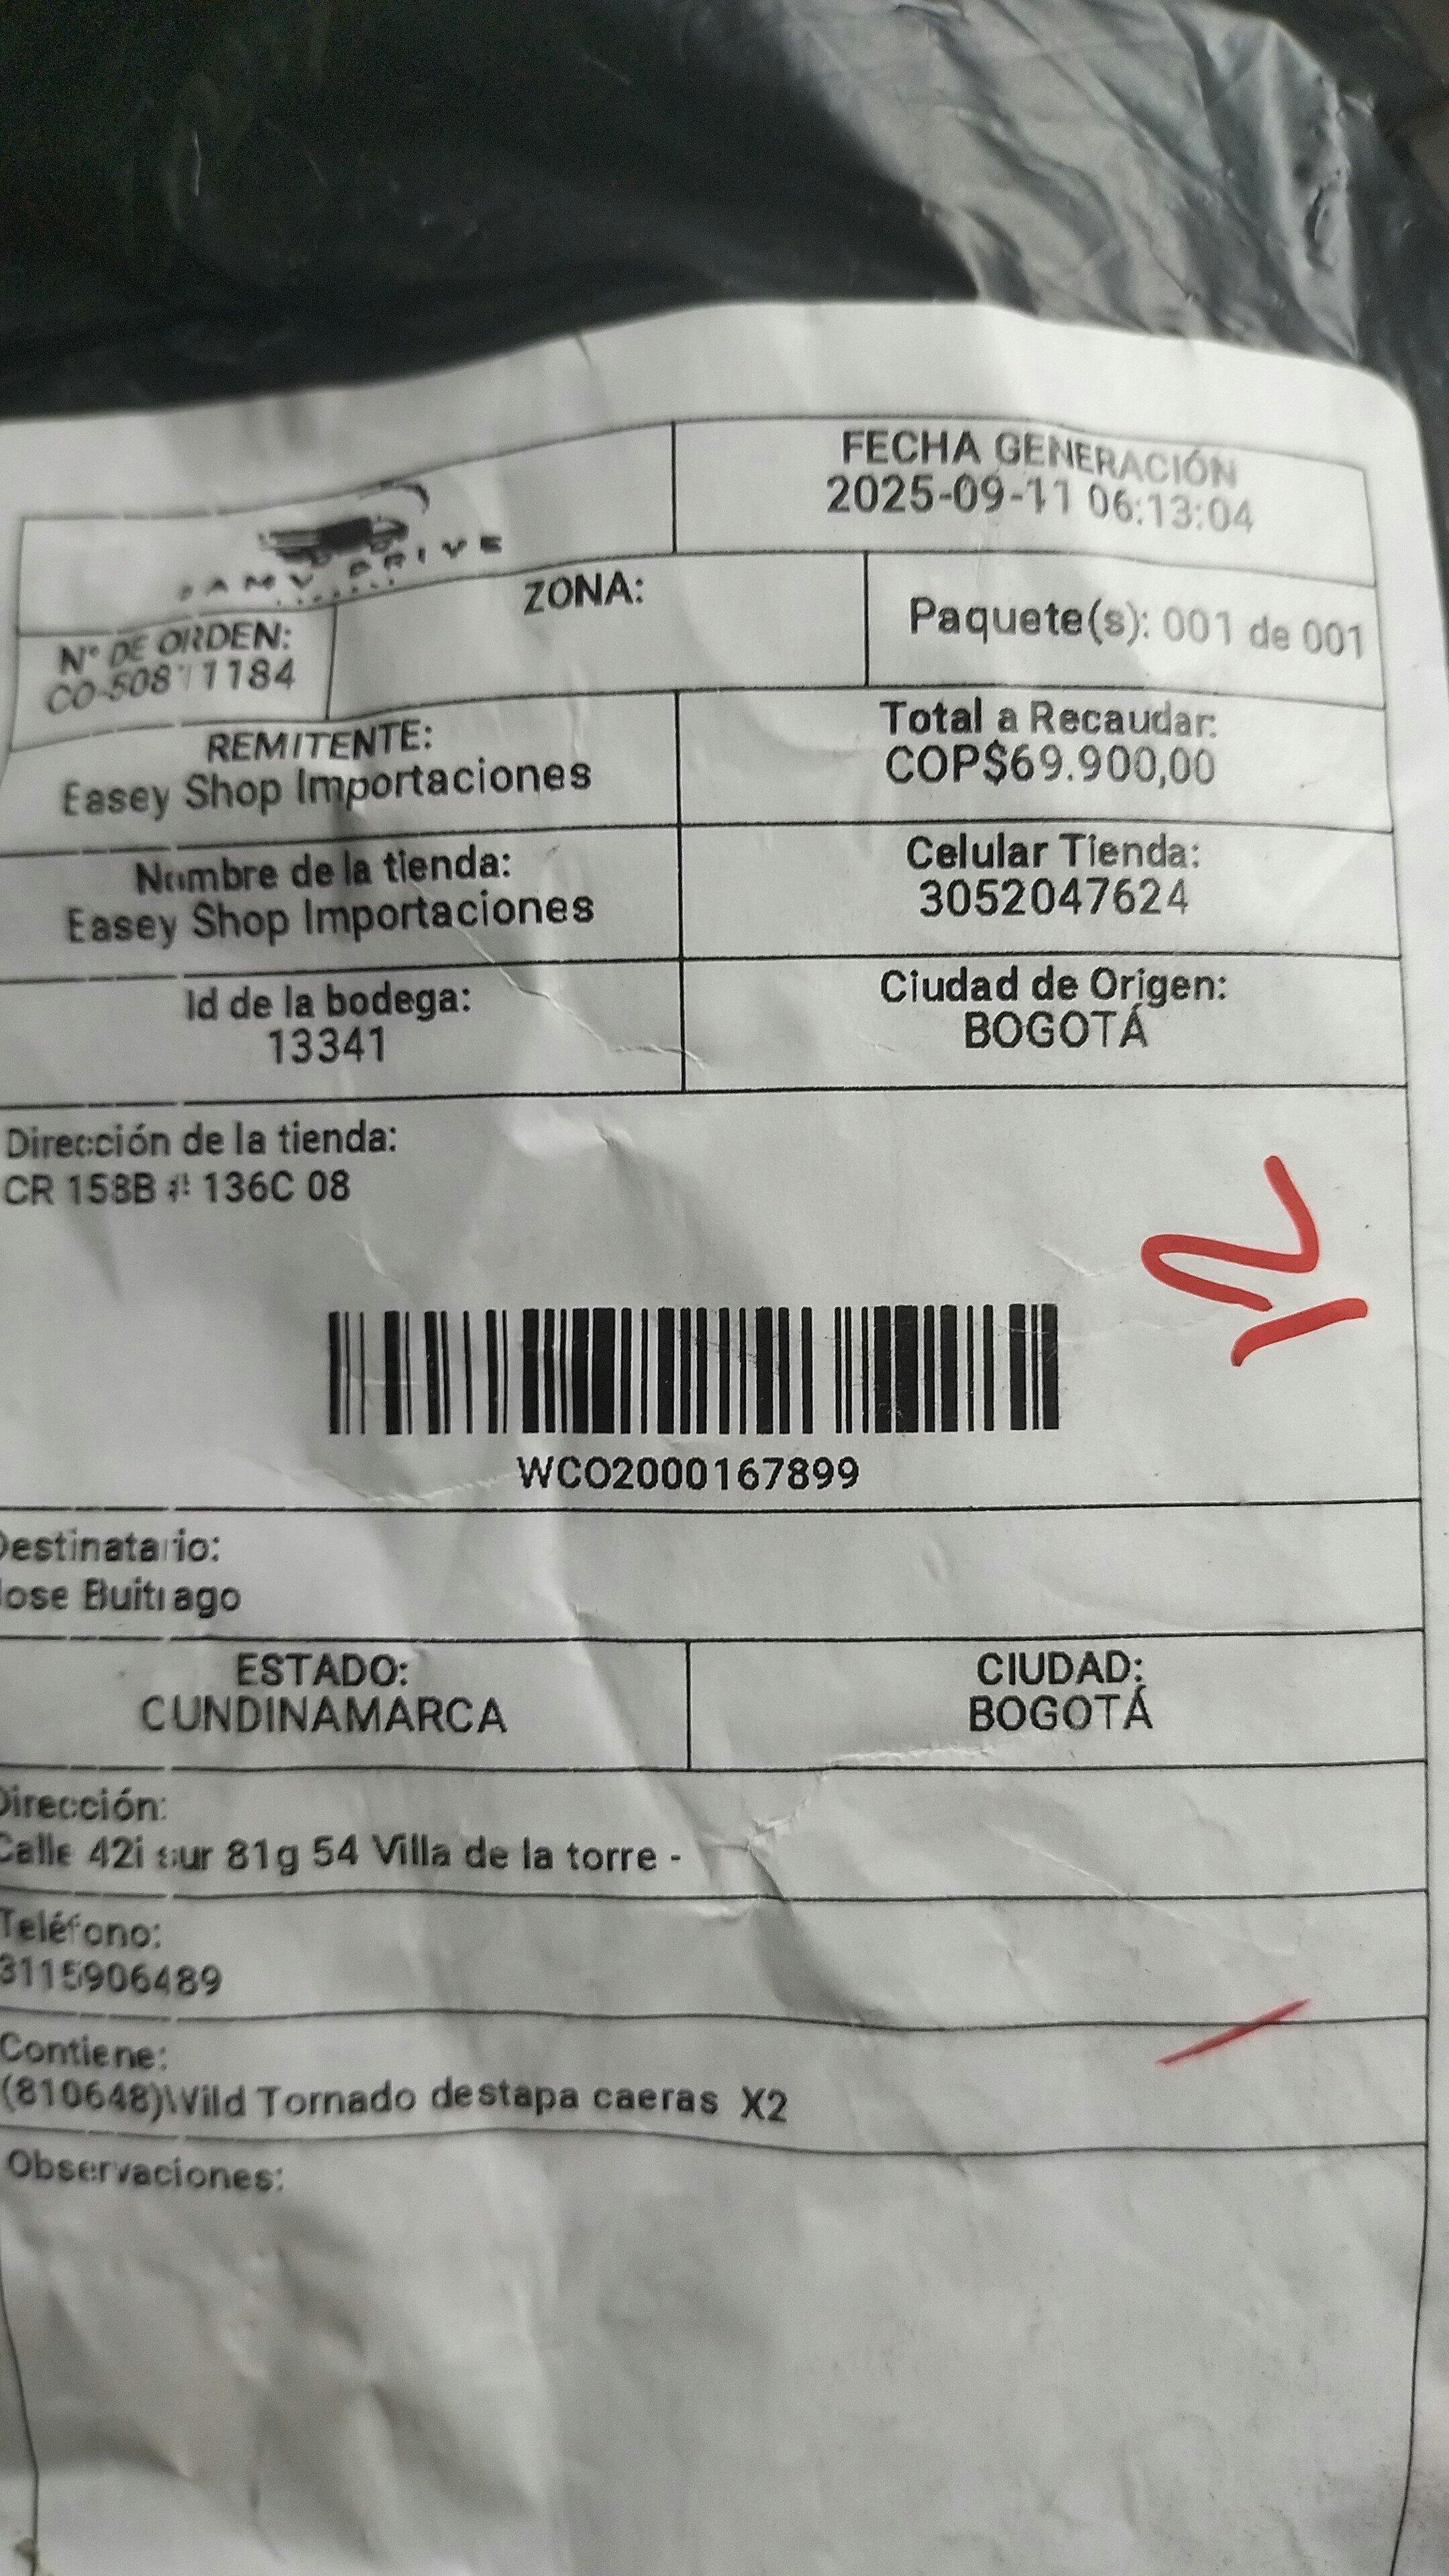 FECHA GENERACIÓN
2025-09-11 06:13:04
DRIVE
N° DE ORDEN:
ZONA:
Paquete(s): 001 de 001
REMITENTE:
Easey Shop Importaciones
Total a Recaudar:
COP$69.900,00
Nombre de la tienda:
Easey Shop Importaciones
Celular Tienda:
3052047624
Id de la bodega:
13341
Ciudad de Origen:
BOGOTÁ
Dirección de la tienda:
CR 158B # 136C 08
WCO2000167899
Destinatario:
Jose Buitrago
ESTADO:
CUNDINAMARCA
CIUDAD:
BOGOTÁ
Dirección:
Calle 42i sur 81g 54 Villa de la torre -
Teléfono:
3115906489
Contiene:
(810648)Wild Tornado destapa caeras X2
Observaciones: